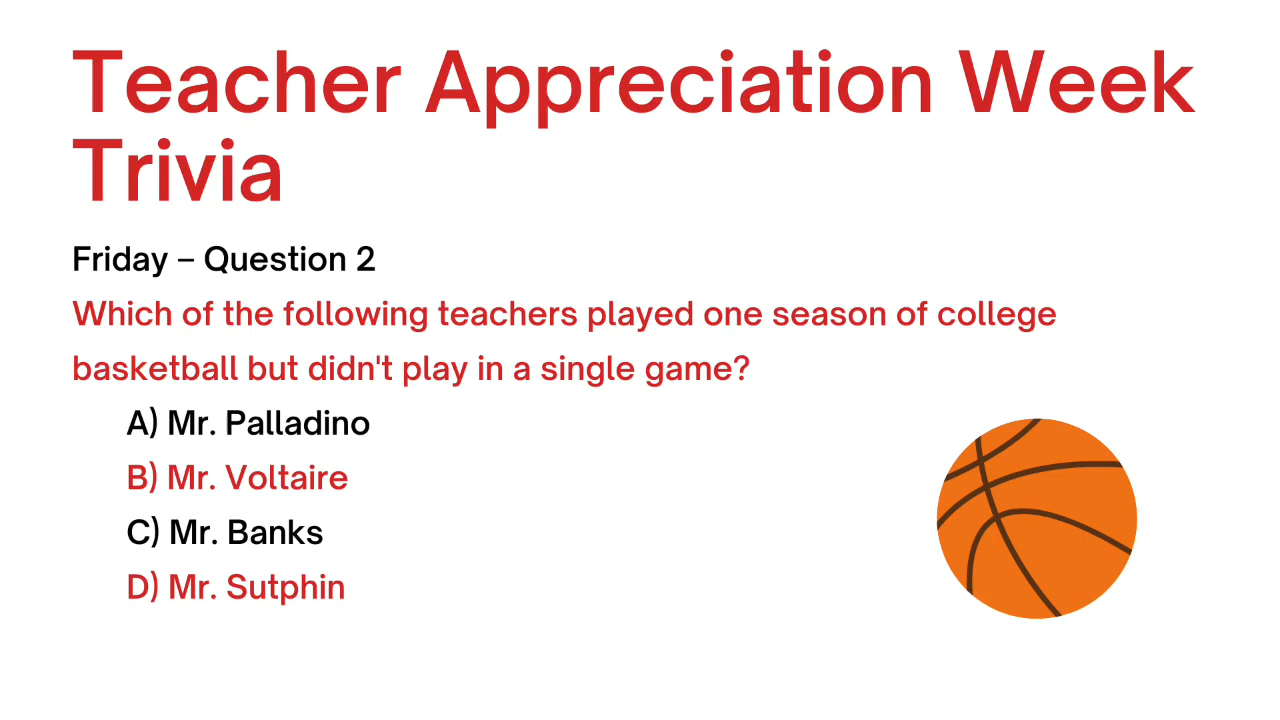 Teacher Appreciation Week
Trivia
Friday – Question 2
Which of the following teachers played one season of college
basketball but didn't play in a single game?
A) Mr. Palladino
B) Mr. Voltaire
C) Mr. Banks
D) Mr. Sutphin